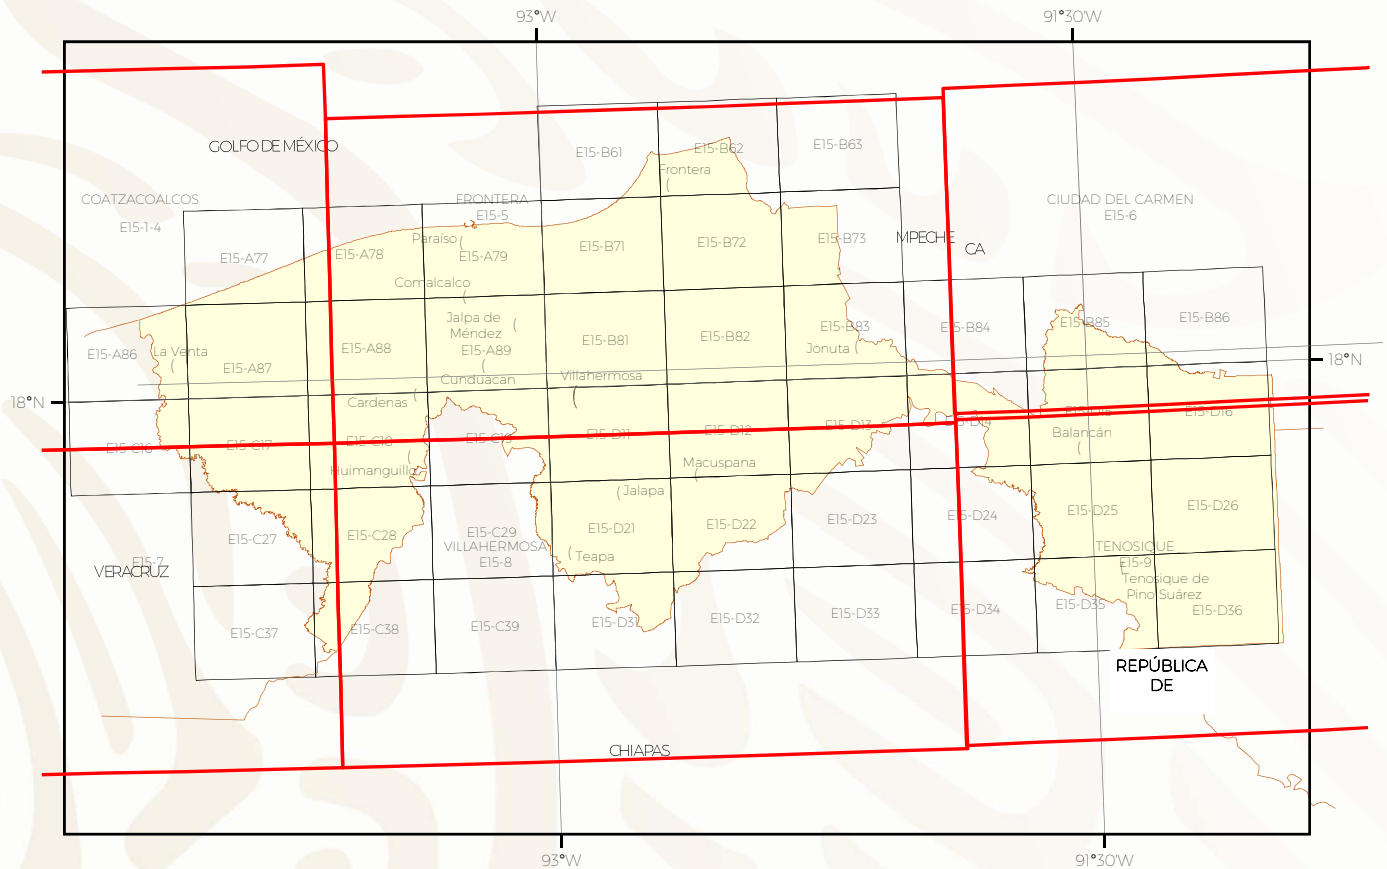 93°W
91°30'W
GOLFO DE MÉXICO
E15-B61
E15-B62
E15-B63
Frontera
COATZACOALCOS
E15-1-4
FRONTERA
E15-5
CIUDAD DEL CARMEN
E15-6
E15-A77
E15-A78
Paraíso
E15-A79
E15-B71
E15-B72
E15-B73
MPECHE
CA
Comalcalco
Jalpa de
Méndez
E15-A86
La Venta
E15-A87
E15-A88
E15-A89
E15-B81
E15-B82
E15-B83
Jonuta
E15-B84
E15-B85
E15-B86
18°N
Cunduacán
Villahermosa
18°N
Cardenas
E15-C16
E15-C17
E15-C18
E15-C19
E15-D11
E15-D12
E15-D13
E15-D14
E15-D15
E15-D16
Balancán
Huimanguillo
Macuspana
Jalapa
E15-C27
E15-C28
E15-C29
VILLAHERMOSA
E15-8
E15-D21
E15-D22
E15-D23
E15-D24
E15-D25
E15-D26
E15-7
VERACRUZ
Teapa
TENOSIQUE
E15-9
Tenosique de
Pino Suárez
E15-C37
E15-C38
E15-C39
E15-D31
E15-D32
E15-D33
E15-D34
E15-D35
E15-D36
REPÚBLICA
DE
CHIAPAS
93°W
91°30'W